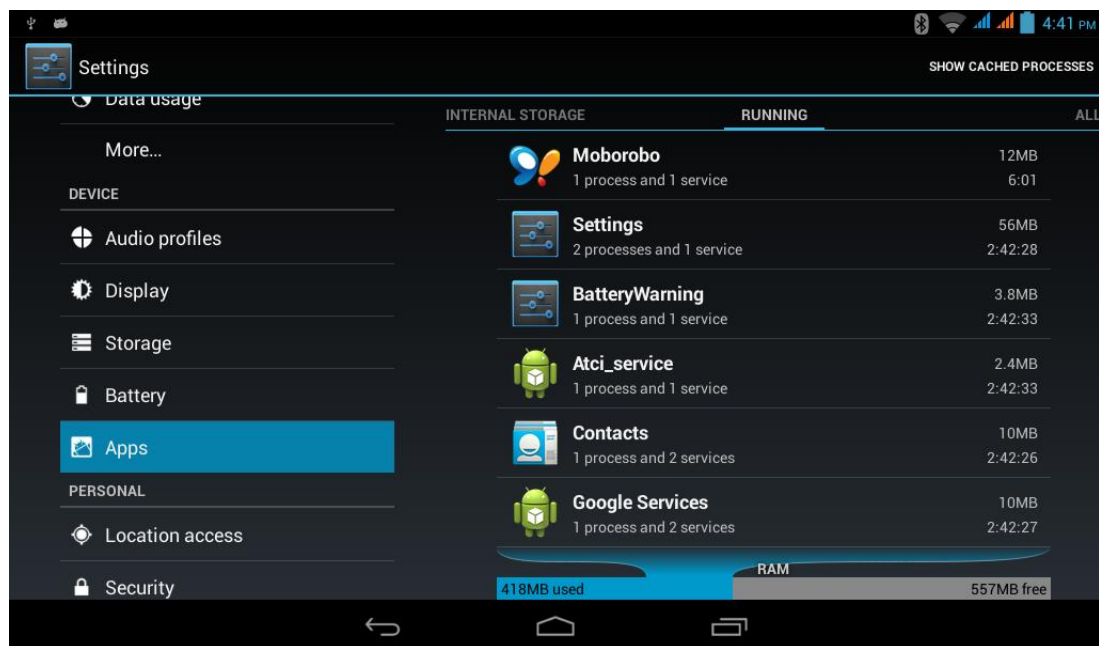 4:41 PM
Settings
SHOW CACHED PROCESSES
Data usage
More...
DEVICE
Audio profiles
Display
Storage
Battery
Apps
PERSONAL
Location access
Security
INTERNAL STORAGE
RUNNING
ALL
Moborobo
12MB
1 process and 1 service
6:01
Settings
56MB
2 processes and 1 service
2:42:28
BatteryWarning
3.8MB
1 process and 1 service
2:42:33
Atci_service
2.4MB
1 process and 1 service
2:42:33
Contacts
10MB
1 process and 2 services
2:42:26
Google Services
10MB
1 process and 2 services
2:42:27
RAM
418MB used
557MB free